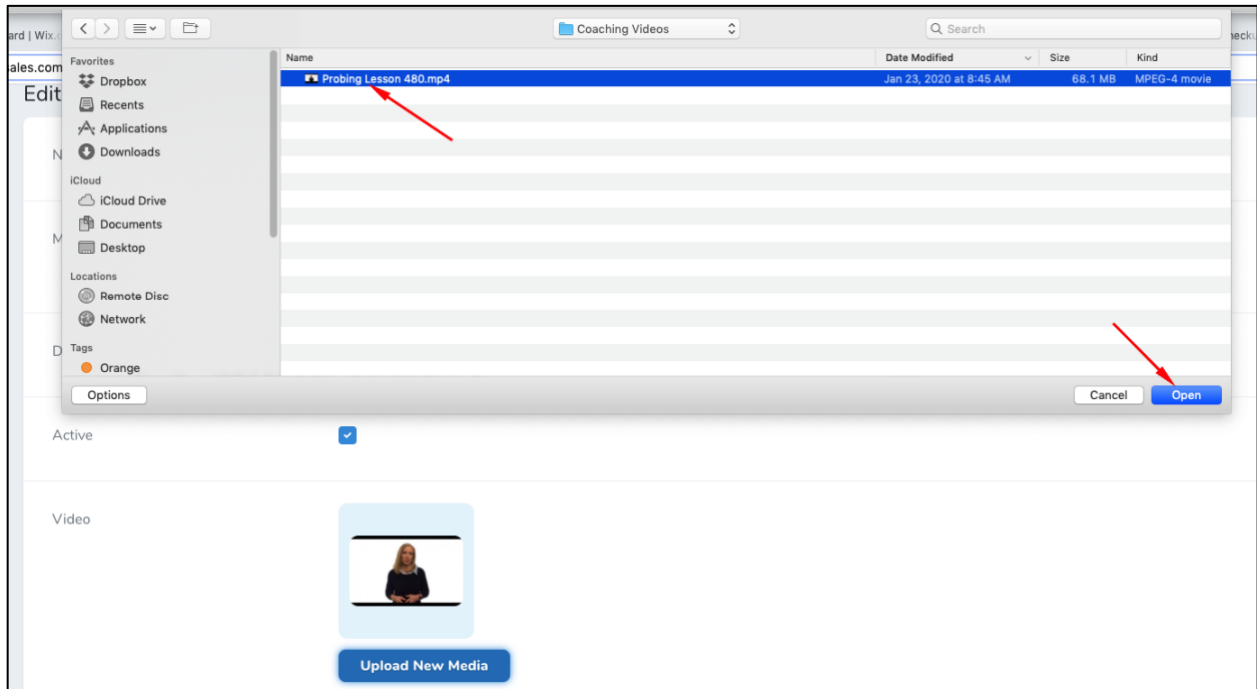 ard | Wix.c
Coaching Videos
Search
hecku
sales.com
Favorites
Dropbox
Recents
Applications
Downloads
iCloud
iCloud Drive
Documents
Desktop
Locations
Remote Disc
Network
Tags
Orange
Name Date Modified Size Kind
Probing Lesson 480.mp4 Jan 23, 2020 at 8:45 AM 68.1 MB MPEG-4 movie
Options Cancel Open
Edit
N
M
D
Active
Video
Upload New Media